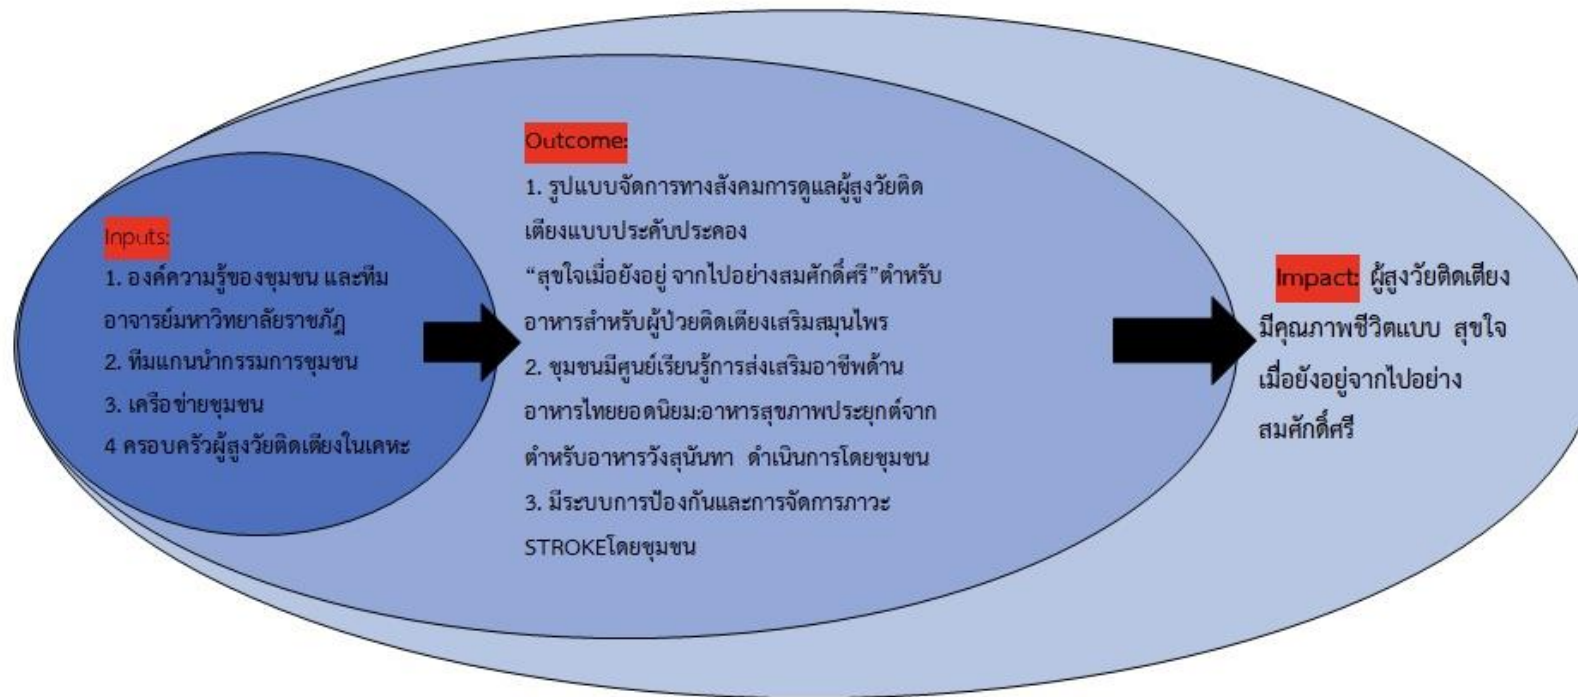 Inputs:
1. องค์ความรู้ของชุมชน และทีม
อาจารย์มหาวิทยาลัยราชภัฏ
2. ทีมแกนนำกรรมการชุมชน
3. เครือข่ายชุมชน
4 ครอบครัวผู้สูงวัยติดเตียงในเคหะ
Outcome:
1. รูปแบบจัดการทางสังคมการดูแลผู้สูงวัยติด
เตียงแบบประคับประคอง
“สุขใจเมื่อยังอยู่ จากไปอย่างสมศักดิ์ศรี”ตำหรับ
อาหารสำหรับผู้ป่วยติดเตียงเสริมสมุนไพร
2. ชุมชนมีศูนย์เรียนรู้การส่งเสริมอาชีพด้าน
อาหารไทยยอดนิยม:อาหารสุขภาพประยุกต์จาก
ตำหรับอาหารวังสุนันทา ดำเนินการโดยชุมชน
3. มีระบบการป้องกันและการจัดการภาวะ
STROKEโดยชุมชน
Impact: ผู้สูงวัยติดเตียง
มีคุณภาพชีวิตแบบ สุขใจ
เมื่อยังอยู่จากไปอย่าง
สมศักดิ์ศรี